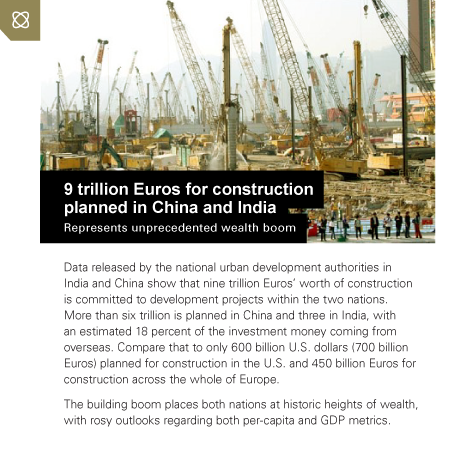 9 trillion Euros for construction
planned in China and India
Represents unprecedented wealth boom
Data released by the national urban development authorities in
India and China show that nine trillion Euros’ worth of construction
is committed to development projects within the two nations.
More than six trillion is planned in China and three in India, with
an estimated 18 percent of the investment money coming from
overseas. Compare that to only 600 billion U.S. dollars (700 billion
Euros) planned for construction in the U.S. and 450 billion Euros for
construction across the whole of Europe.
The building boom places both nations at historic heights of wealth,
with rosy outlooks regarding both per-capita and GDP metrics.